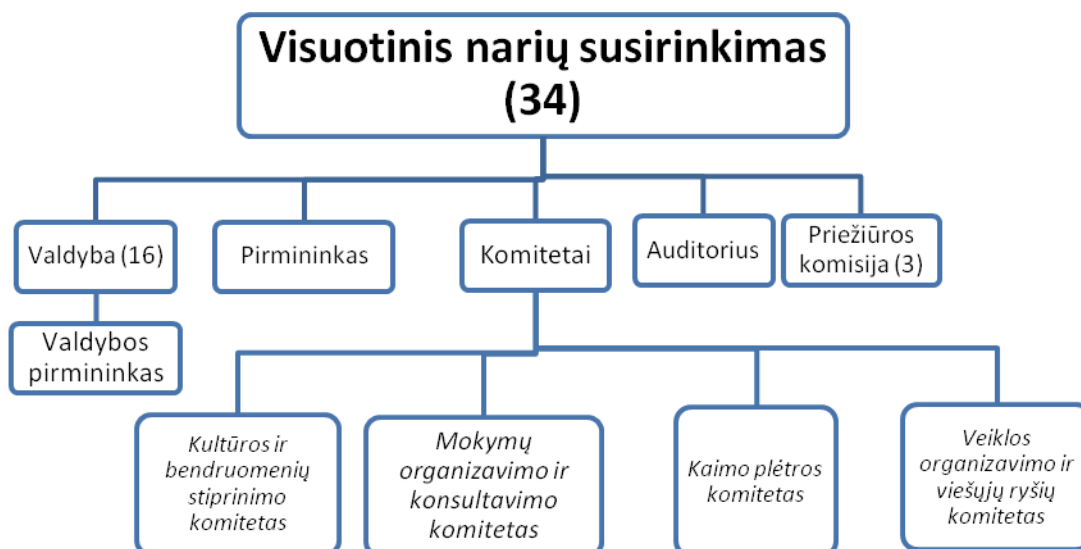 Visuotinis narių susirinkimas
(34)
Valdyba (16)
Pirmininkas
Komitetai
Auditorius
Priežiūros
komisija (3)
Valdybos
pirmininkas
Kultūros ir
bendruomenių
stiprinimo
komitetas
Mokymų
organizavimo ir
konsultavimo
komitetas
Kaimo plėtros
komitetas
Veiklos
organizavimo ir
viešųjų ryšių
komitetas